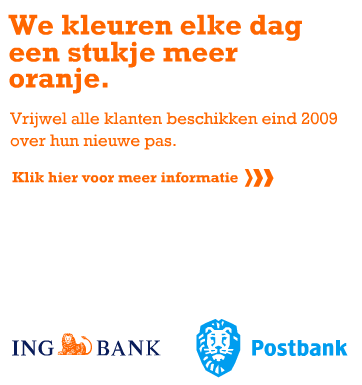 We kleuren elke dag
een stukje meer
oranje.
Vrijwel alle klanten beschikken eind 2009
over hun nieuwe pas.
Klik hier voor meer informatie
ING BANK
Postbank